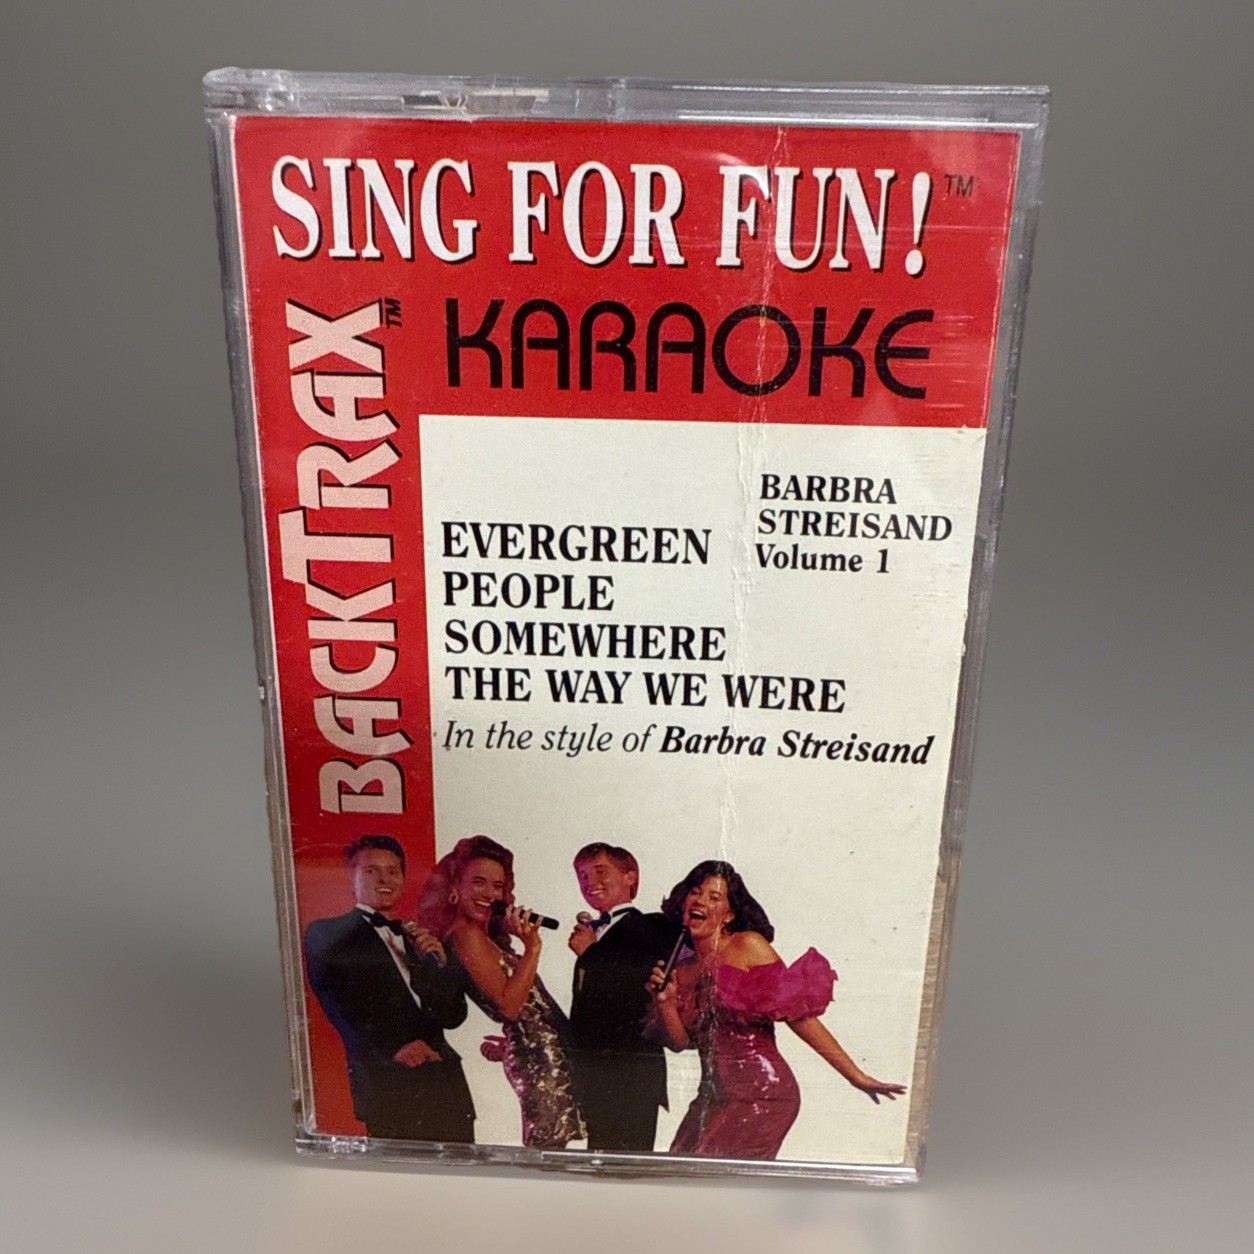 SING FOR FUN!™
KARAOKE
BACKTRAX™
BARBRA
STREISAND
Volume 1
EVERGREEN
PEOPLE
SOMEWHERE
THE WAY WE WERE
In the style of Barbra Streisand